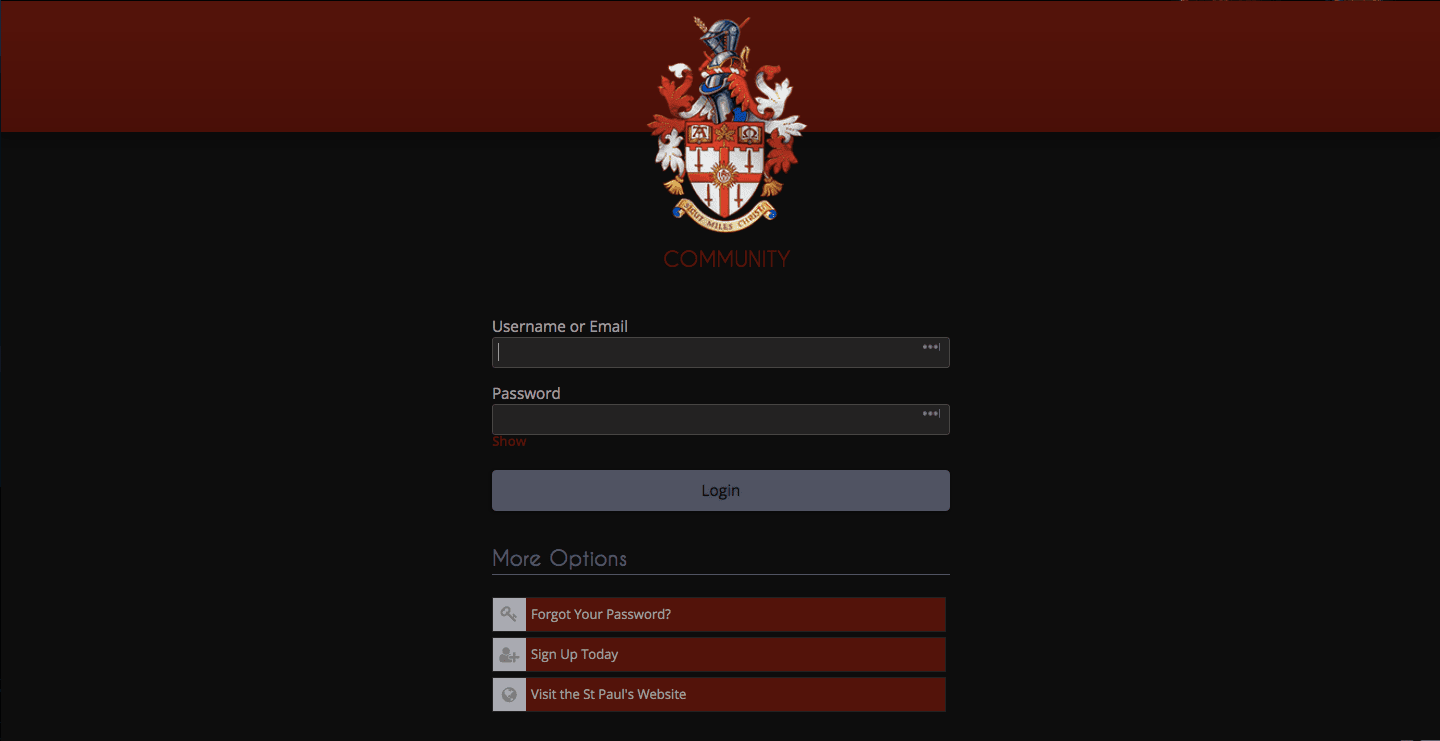 SICUT MILES CHRISTI
COMMUNITY
Username or Email
Password
Show
Login
More Options
Forgot Your Password?
Sign Up Today
Visit the St Paul's Website